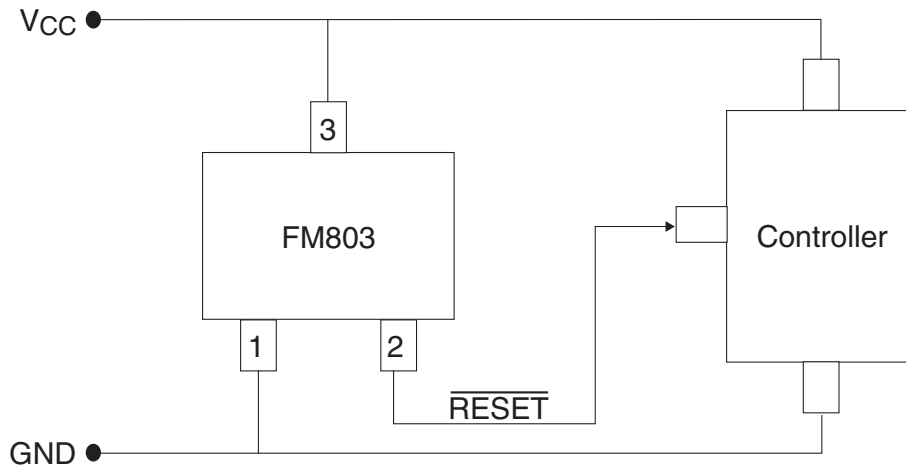 VCC
3
FM803
Controller
1
2
RESET
GND